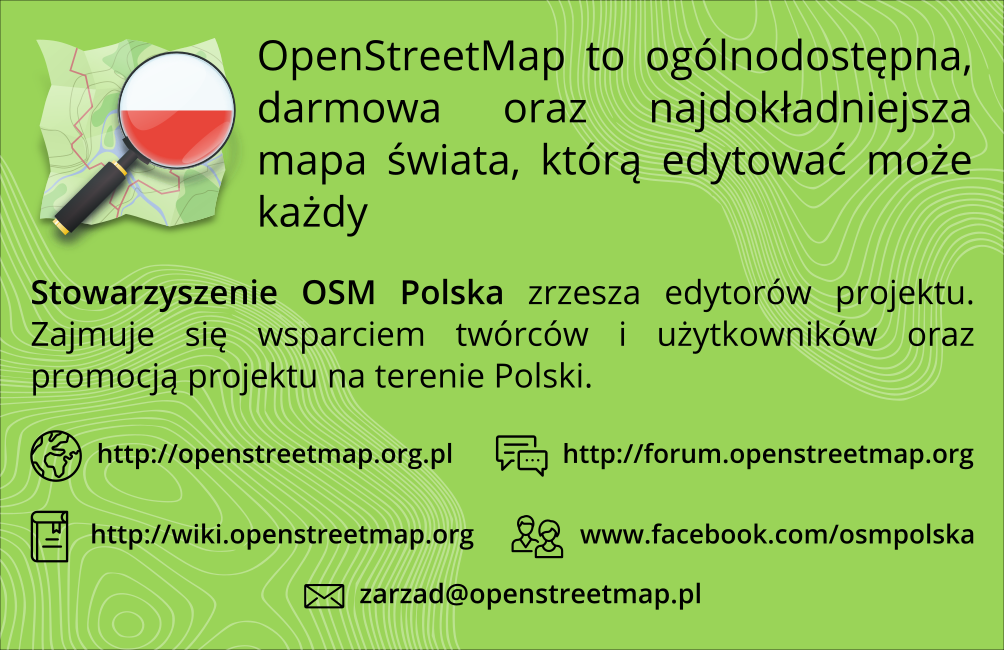 OpenStreetMap to ogólnodostępna,
darmowa oraz najdokładniejsza
mapa świata, którą edytować może
każdy
Stowarzyszenie OSM Polska zrzesza edytorów projektu.
Zajmuje się wsparciem twórców i użytkowników oraz
promocją projektu na terenie Polski.
http://openstreetmap.org.pl
http://forum.openstreetmap.org
http://wiki.openstreetmap.org
www.facebook.com/osmpolska
zarzad@openstreetmap.pl